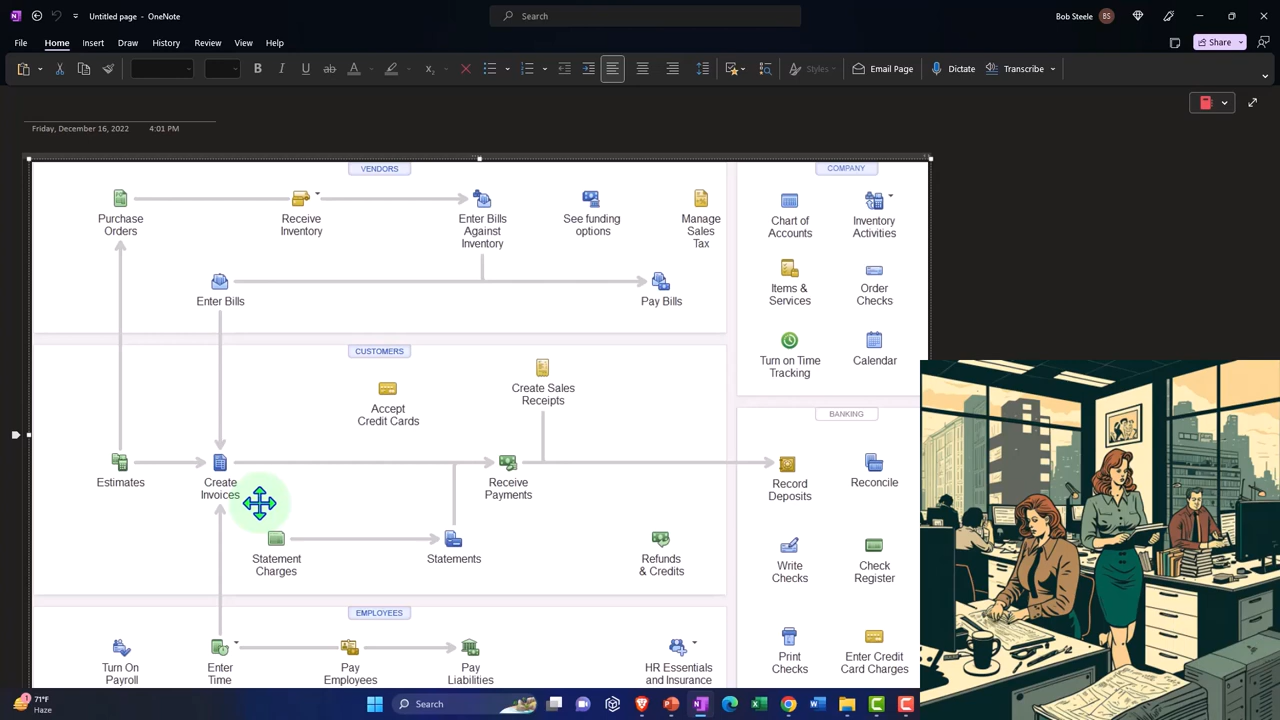 Untitled page - OneNote
Search
Bob Steele
BS
File
Home
Insert
Draw
History
Review
View
Help
Share
B
I
U
ab
A
Styles
Email Page
Dictate
Transcribe
Friday, December 16, 2022
4:01 PM
VENDORS
COMPANY
Purchase
Orders
Receive
Inventory
Enter Bills
Against
Inventory
See funding
options
Manage
Sales
Tax
Chart of
Accounts
Inventory
Activities
Enter Bills
Pay Bills
Items &
Services
Order
Checks
CUSTOMERS
Turn on Time
Tracking
Calendar
Accept
Credit Cards
Create Sales
Receipts
BANKING
Estimates
Create
Invoices
Receive
Payments
Record
Deposits
Reconcile
Statement
Charges
Statements
Refunds
& Credits
Write
Checks
Check
Register
EMPLOYEES
Turn On
Payroll
Enter
Time
Pay
Employees
Pay
Liabilities
HR Essentials
and Insurance
Print
Checks
Enter Credit
Card Charges
71°F
Haze
Search